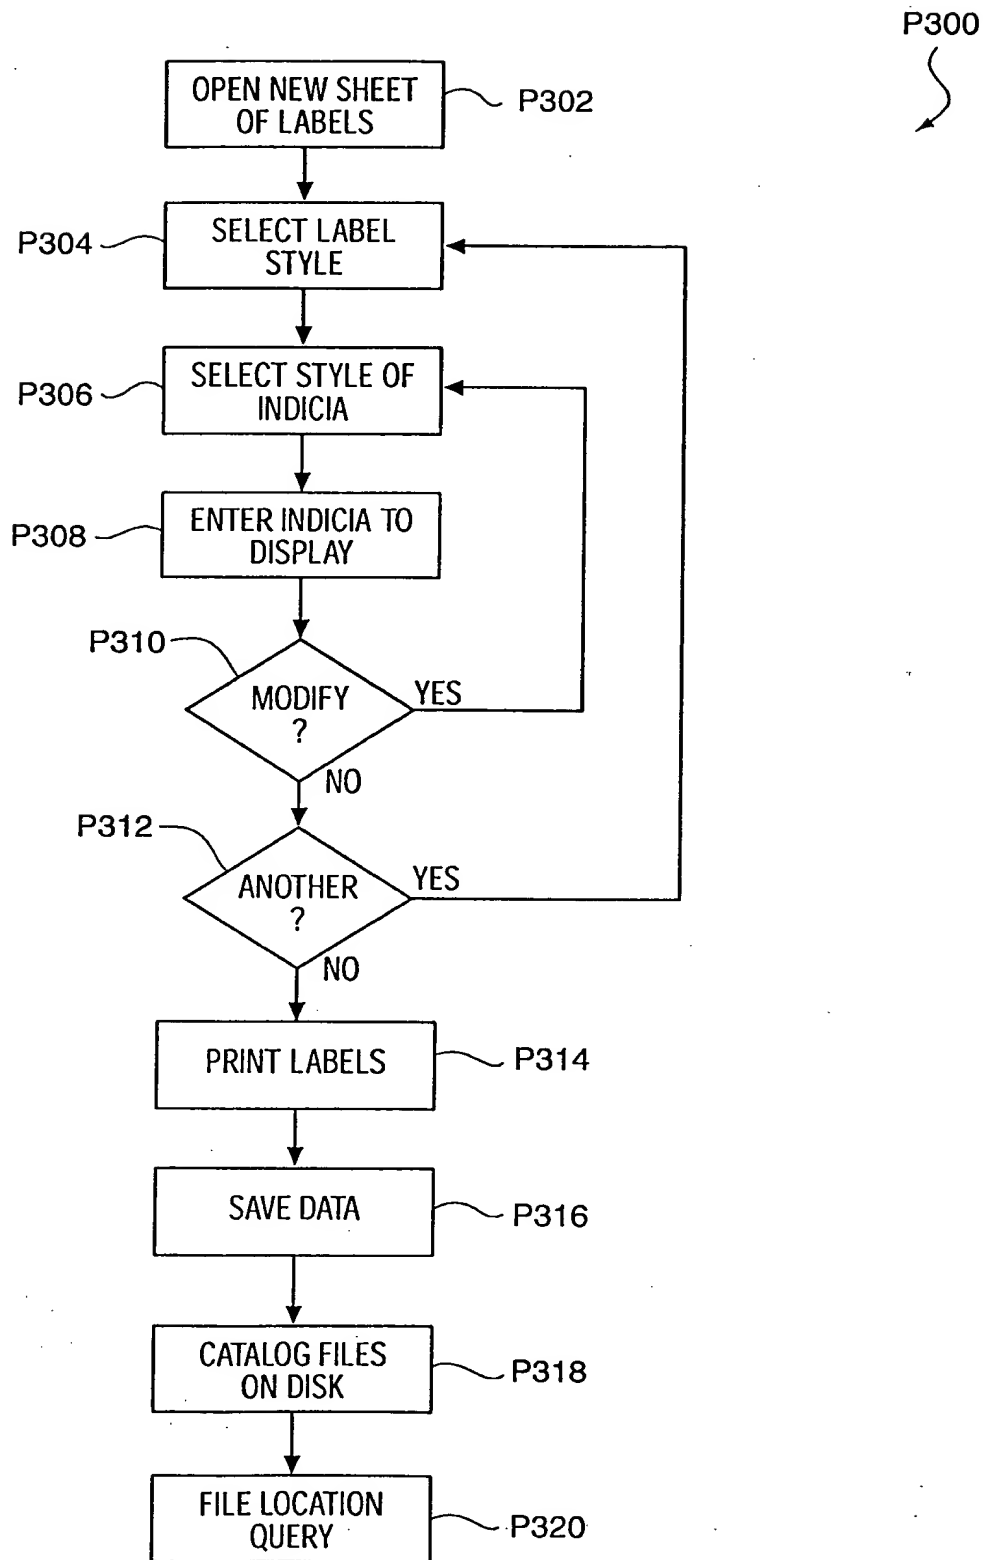 P300
OPEN NEW SHEET
OF LABELS
P302
P304
SELECT LABEL
STYLE
P306
SELECT STYLE OF
INDICIA
P308
ENTER INDICIA TO
DISPLAY
P310
MODIFY
?
YES
NO
P312
ANOTHER
?
YES
NO
PRINT LABELS
P314
SAVE DATA
P316
CATALOG FILES
ON DISK
P318
FILE LOCATION
QUERY
P320